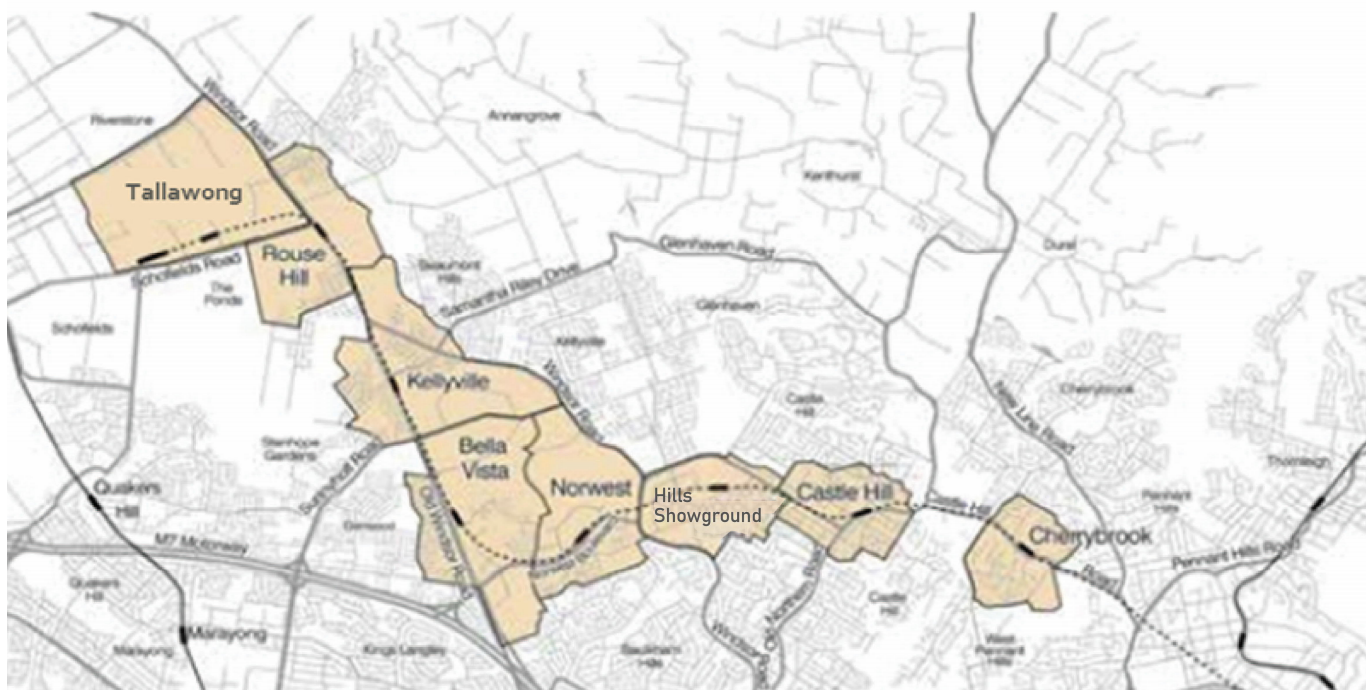 Windsor Road
Riverstone
Annangrove
Tallawong
Kenthurst
Rouse
Hill
Schofields Road
The
Ponds
Beaumont
Hills
Samantha Riley Drive
Glenhaven Road
Dural
Glenhaven
Schofields
Kellyville
Kellyville
Windsor Road
Castle
Hill
New Line Road
Cherrybrook
Stanhope
Gardens
Sunnyholt Road
Bella
Vista
Norwest
Hilts
Showground
Castle Hill
Castle Hill
Road
Cherrybrook
Thornleigh
Pennant
Hills
Pennant Hills Road
Quakers
Hill
Glenwood
Old Windsor Road
M7 Motorway
Quakers
Hill
Marayong
Marayong
Kings Langley
Baulkham
Hills
Windsor Road
Old Northern Road
Castle
Hill
West
Pennant
Hills